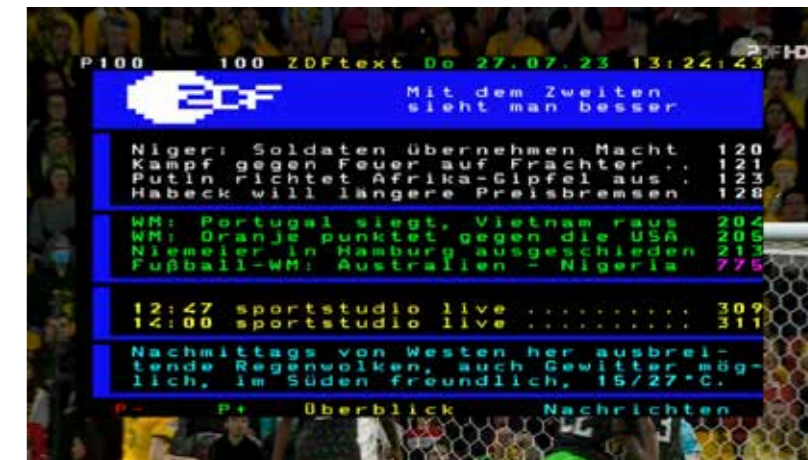 ZDF HD
P100 100 ZDFtext Do 27.07.23 13:24:43
ZDF
Mit dem Zweiten
sieht man besser
Niger: Soldaten übernehmen Macht 120
Kampf gegen Feuer auf Frachter .. 121
Putin richtet Afrika-Gipfel aus . 123
Habeck will längere Preisbremsen 128
WM: Portugal siegt, Vietnam raus 204
WM: Oranje punktet gegen die USA 205
Niemeier in Hamburg ausgeschieden 213
Fußball-WM: Australien - Nigeria 775
12:47 sportstudio live .......... 309
14:00 sportstudio live .......... 311
Nachmittags von Westen her ausbrei-
tende Regenwolken, auch Gewitter mög-
lich, im Süden freundlich, 15/27°C.
P- P+ Überblick Nachrichten